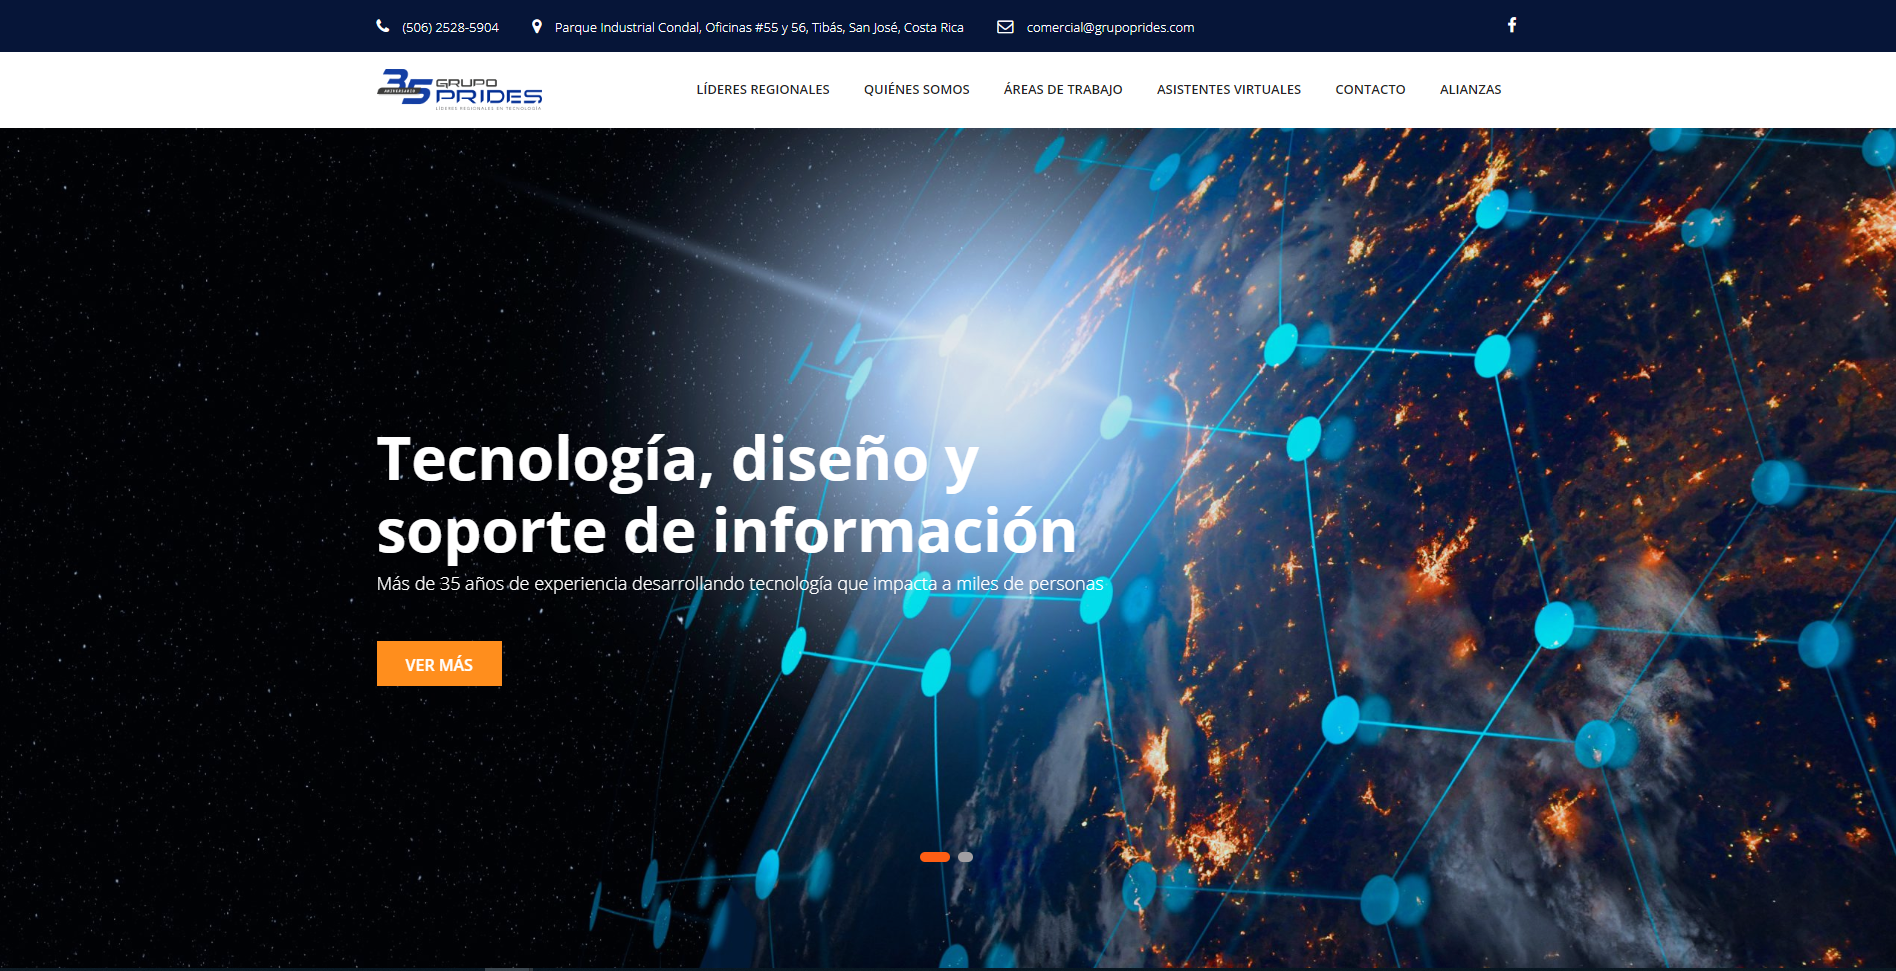 (506) 2528-5904
Parque Industrial Condal, Oficinas #55 y 56, Tibás, San José, Costa Rica
comercial@grupoprides.com
35 ANIVERSARIO
GRUPO
PRIDES
LÍDERES REGIONALES EN TECNOLOGÍA
LÍDERES REGIONALES
QUIÉNES SOMOS
ÁREAS DE TRABAJO
ASISTENTES VIRTUALES
CONTACTO
ALIANZAS
Tecnología, diseño y
soporte de información
Más de 35 años de experiencia desarrollando tecnología que impacta a miles de personas
VER MÁS